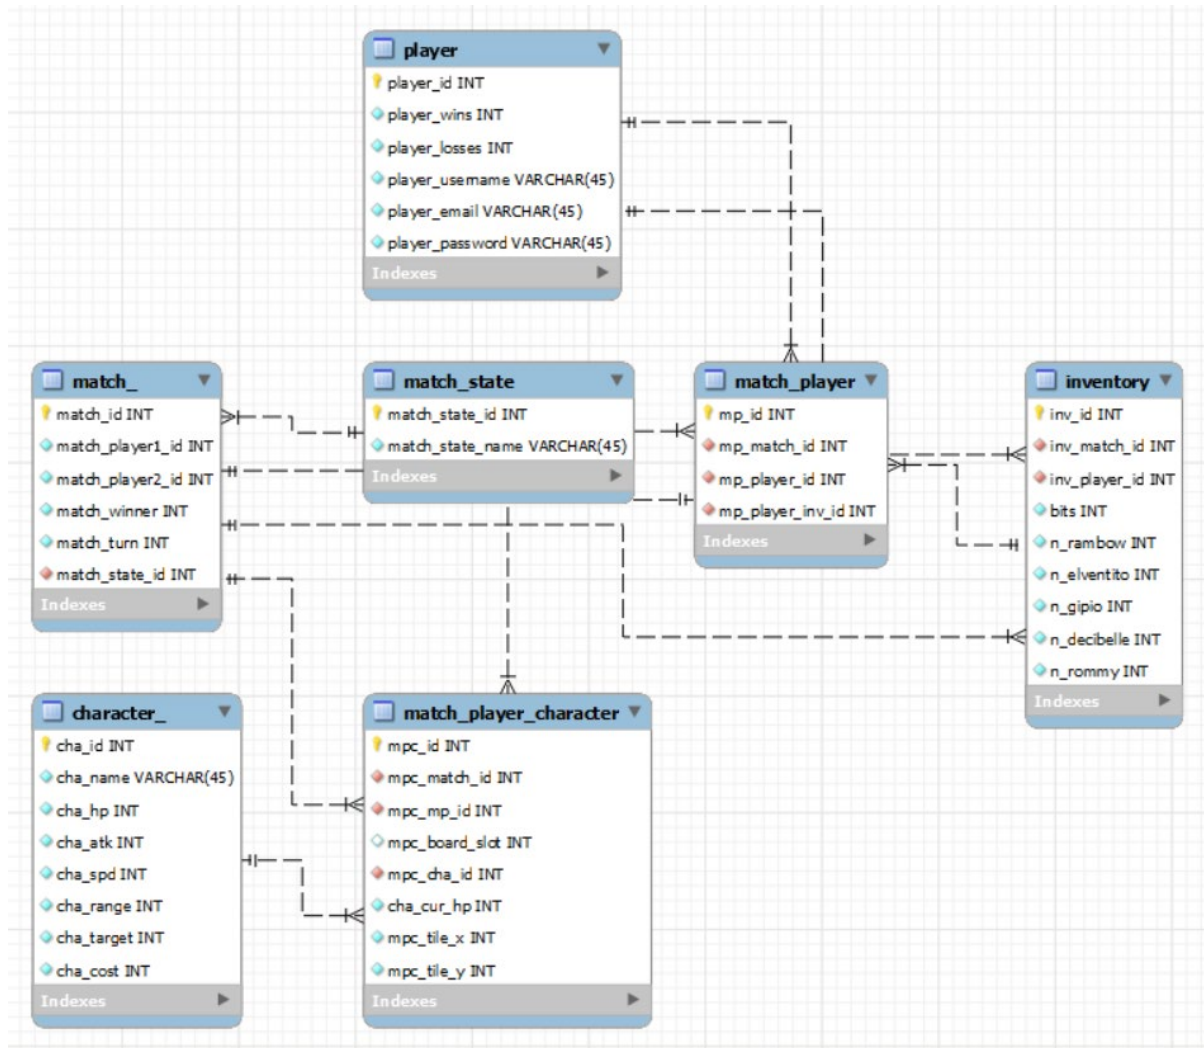 player
player_id INT
player_wins INT
player_losses INT
player_username VARCHAR(45)
player_email VARCHAR(45)
player_password VARCHAR(45)
Indexes
match_
match_id INT
match_player1_id INT
match_player2_id INT
match_winner INT
match_turn INT
match_state_id INT
Indexes
match_state
match_state_id INT
match_state_name VARCHAR(45)
Indexes
match_player
mp_id INT
mp_match_id INT
mp_player_id INT
mp_player_inv_id INT
Indexes
inventory
inv_id INT
inv_match_id INT
inv_player_id INT
bits INT
n_rambow INT
n_elventito INT
n_gipio INT
n_decibelle INT
n_rommy INT
Indexes
character_
cha_id INT
cha_name VARCHAR(45)
cha_hp INT
cha_atk INT
cha_spd INT
cha_range INT
cha_target INT
cha_cost INT
Indexes
match_player_character
mpc_id INT
mpc_match_id INT
mpc_mp_id INT
mpc_board_slot INT
mpc_cha_id INT
cha_cur_hp INT
mpc_tile_x INT
mpc_tile_y INT
Indexes